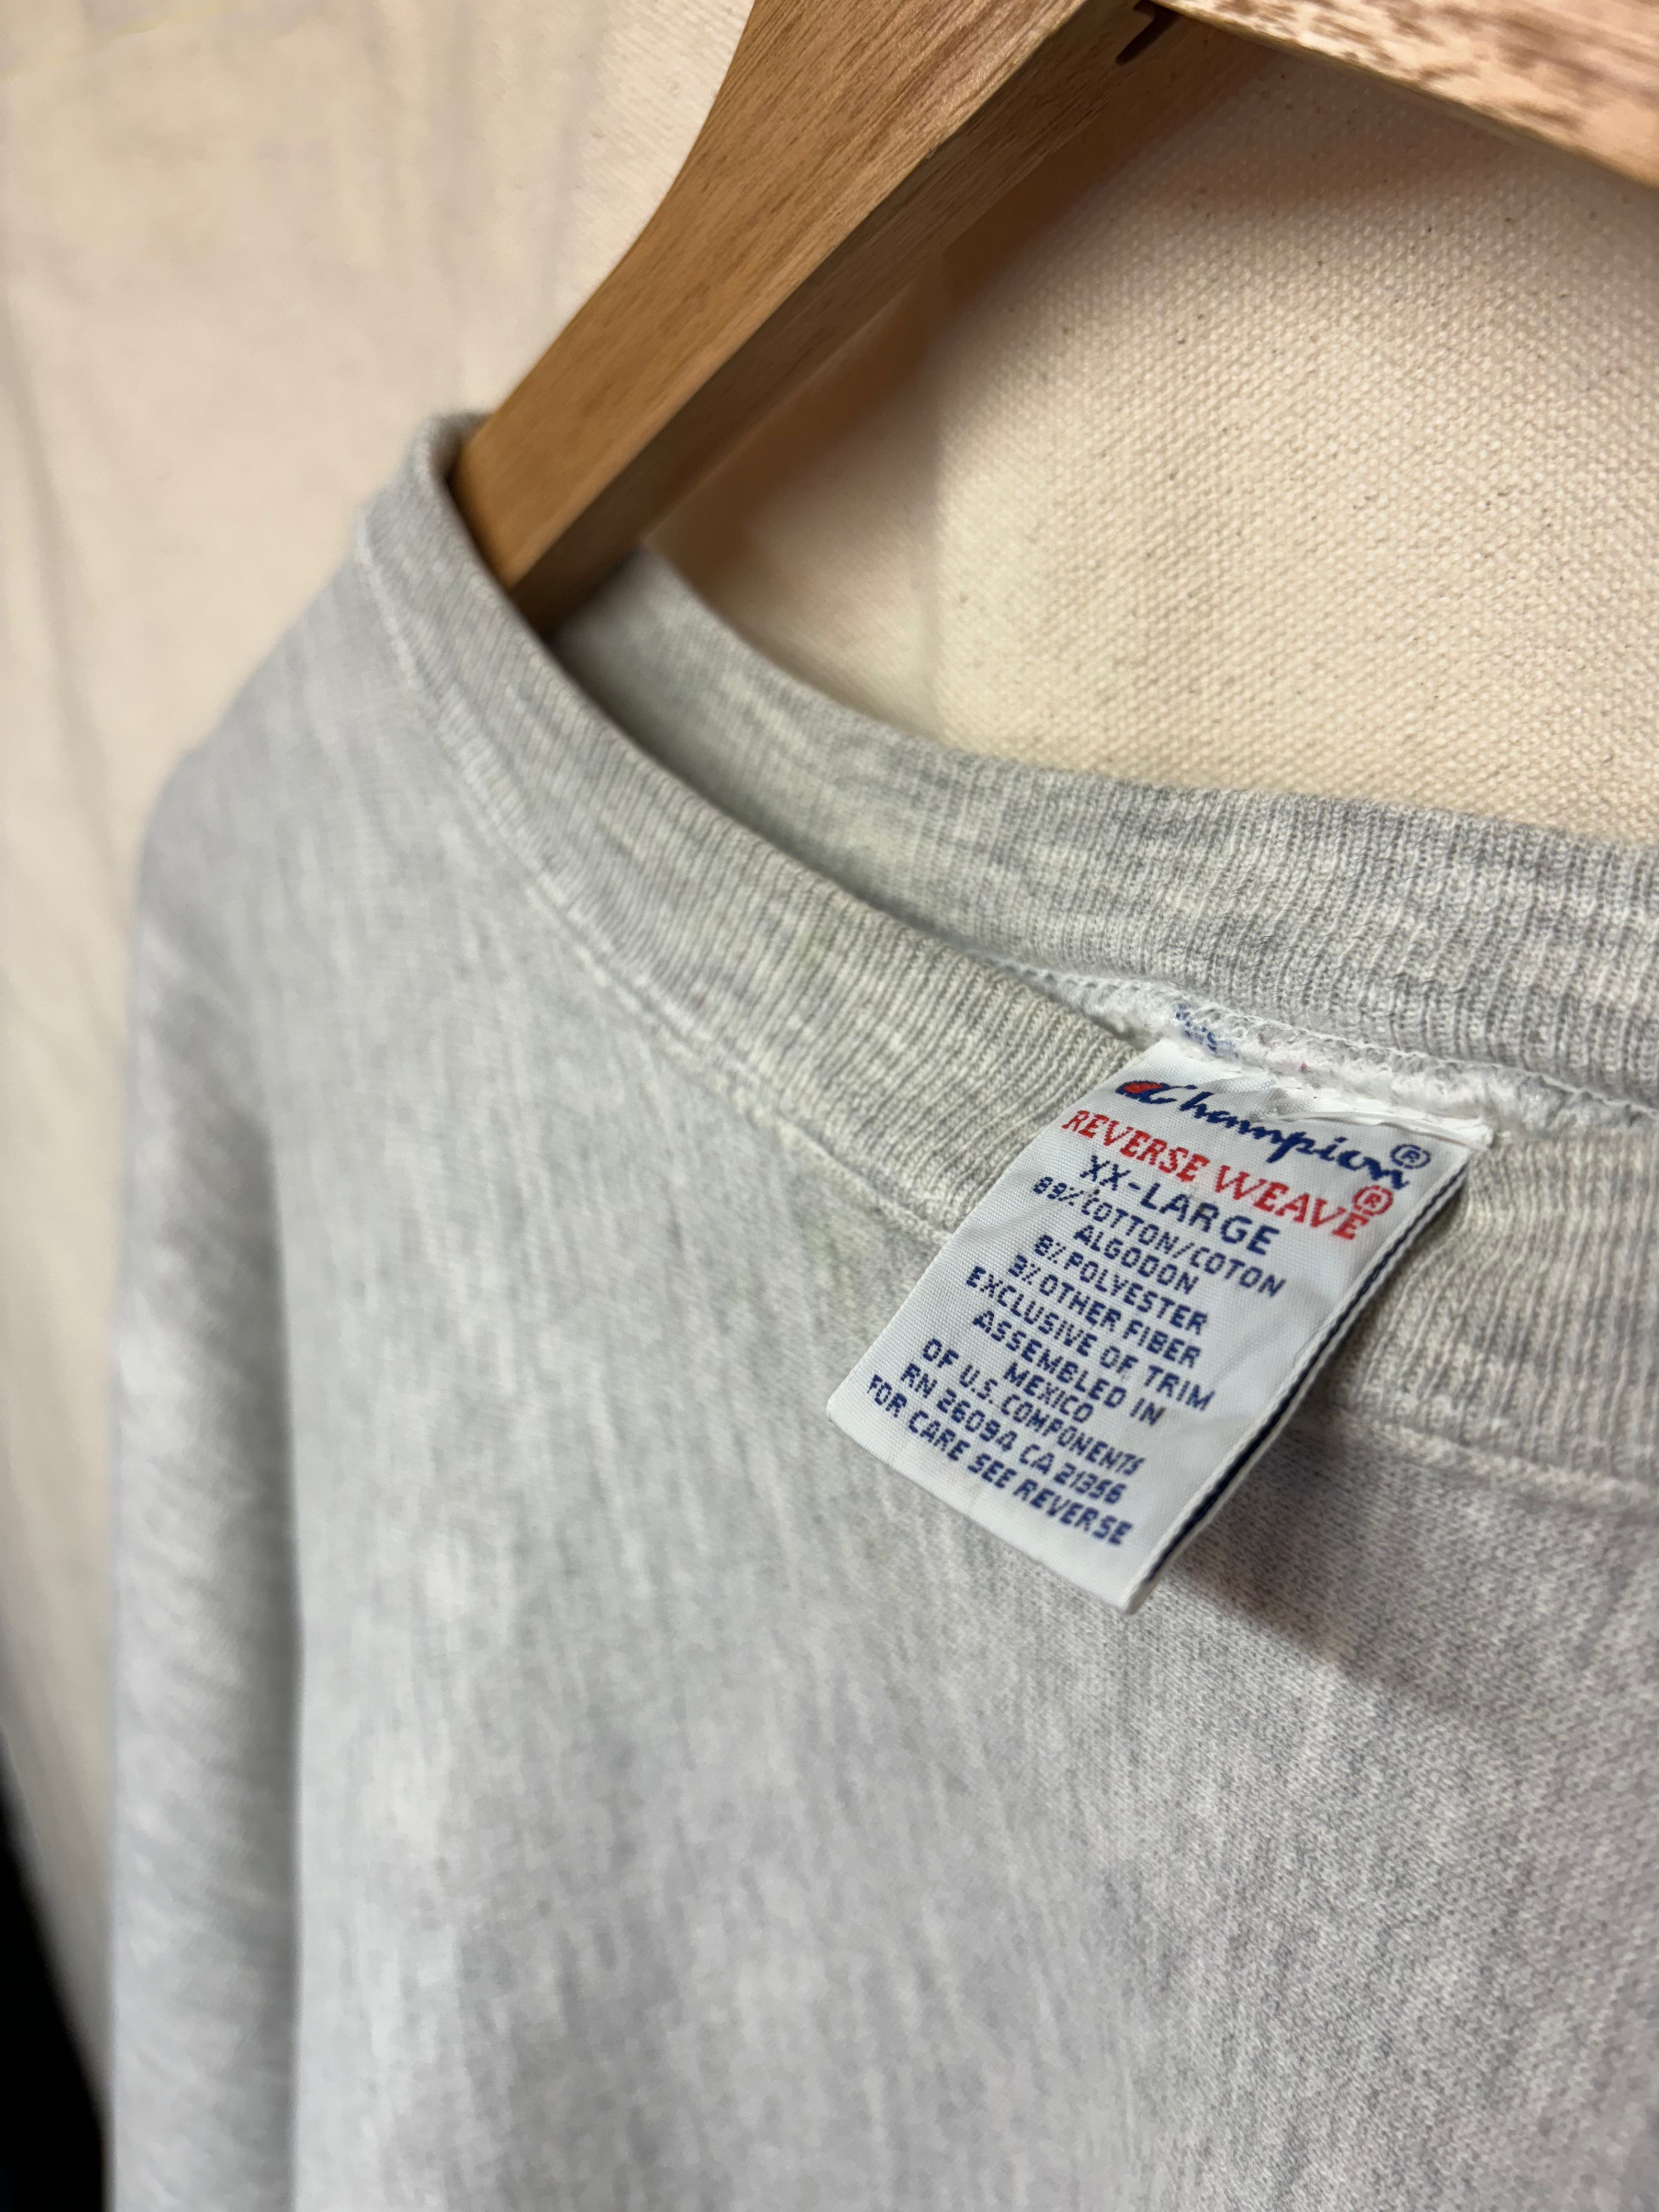 Champion®
REVERSE WEAVE®
XX-LARGE
89% COTTON/COTON
ALGODON
8% POLYESTER
3% OTHER FIBER
EXCLUSIVE OF TRIM
ASSEMBLED IN
MEXICO
OF U.S. COMPONENTS
RN 26094 CA 21356
FOR CARE SEE REVERSE